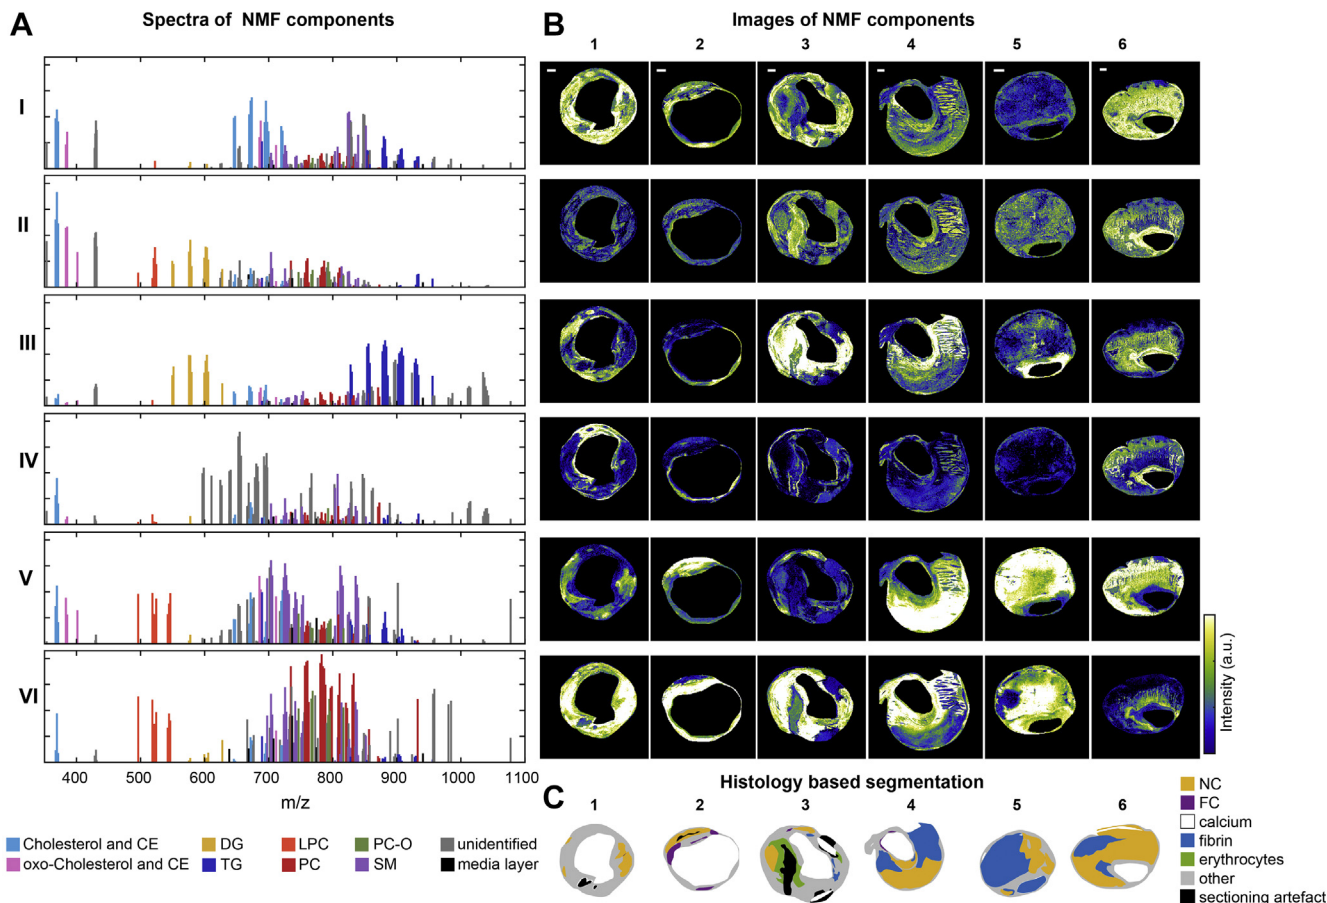 A Spectra of NMF components
B Images of NMF components
1 2 3 4 5 6
I
II
III
IV
V
VI
400 500 600 700 800 900 1000 1100
m/z
Intensity (a.u.)
C Histology based segmentation
1 2 3 4 5 6
Cholesterol and CE
oxo-Cholesterol and CE
DG
TG
LPC
PC
PC-O
SM
unidentified
media layer
NC
FC
calcium
fibrin
erythrocytes
other
sectioning artefact